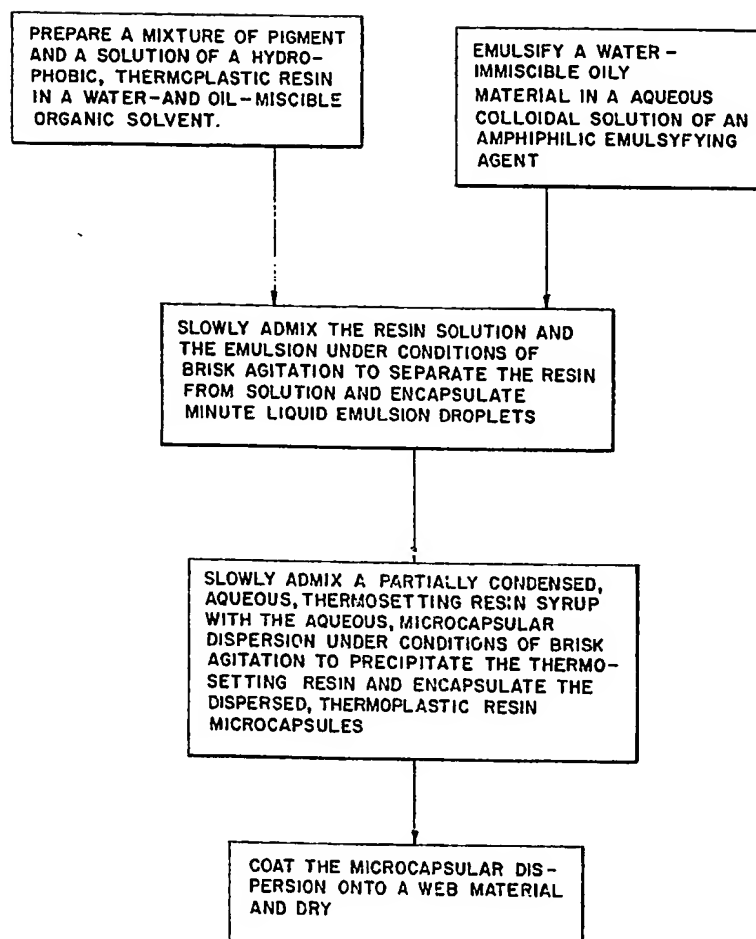 PREPARE A MIXTURE OF PIGMENT
AND A SOLUTION OF A HYDRO-
PHOBIC, THERMOPLASTIC RESIN
IN A WATER-AND OIL-MISCIBLE
ORGANIC SOLVENT.
EMULSIFY A WATER-
IMMISCIBLE OILY
MATERIAL IN A AQUEOUS
COLLOIDAL SOLUTION OF AN
AMPHIPHILIC EMULSYFYING
AGENT
SLOWLY ADMIX THE RESIN SOLUTION AND
THE EMULSION UNDER CONDITIONS OF
BRISK AGITATION TO SEPARATE THE RESIN
FROM SOLUTION AND ENCAPSULATE
MINUTE LIQUID EMULSION DROPLETS
SLOWLY ADMIX A PARTIALLY CONDENSED,
AQUEOUS, THERMOSETTING RESIN SYRUP
WITH THE AQUEOUS, MICROCAPSULAR
DISPERSION UNDER CONDITIONS OF BRISK
AGITATION TO PRECIPITATE THE THERMO-
SETTING RESIN AND ENCAPSULATE THE
DISPERSED, THERMOPLASTIC RESIN
MICROCAPSULES
COAT THE MICROCAPSULAR DIS-
PERSION ONTO A WEB MATERIAL
AND DRY